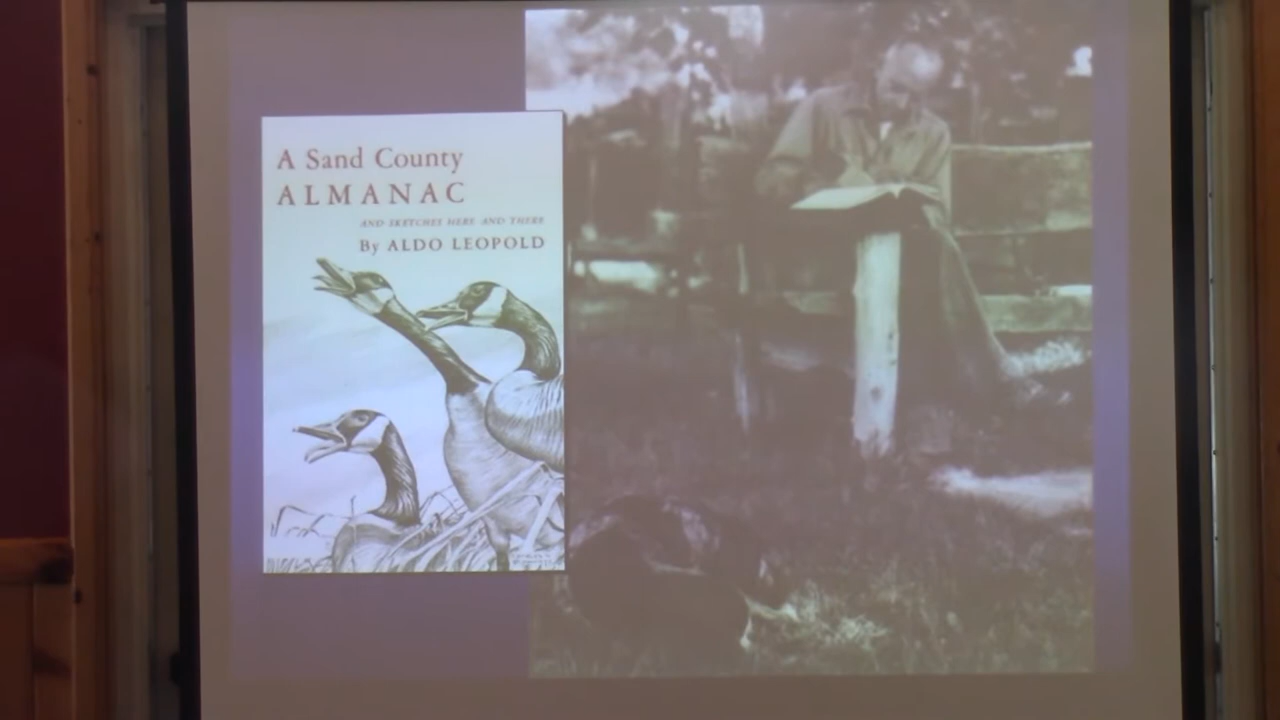 A Sand County
ALMANAC
AND SKETCHES HERE AND THERE
By ALDO LEOPOLD